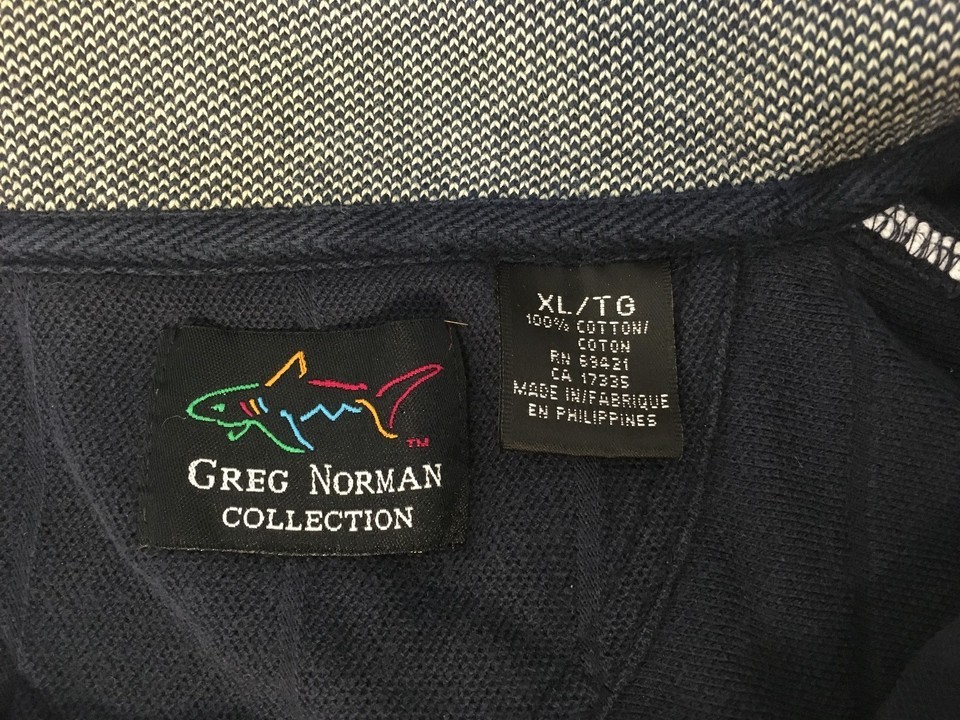 TM
GREG NORMAN
COLLECTION
XL/TG
100% COTTON/
COTON
RN 69421
CA 17335
MADE IN/FABRIQUE
EN PHILIPPINES